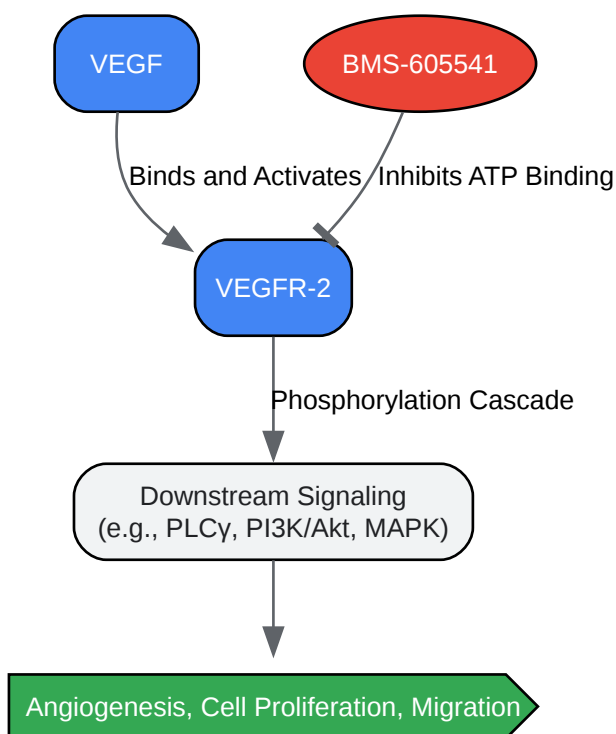 VEGF
BMS-605541
Binds and Activates
Inhibits ATP Binding
VEGFR-2
Phosphorylation Cascade
Downstream Signaling
(e.g., PLCγ, PI3K/Akt, MAPK)
Angiogenesis, Cell Proliferation, Migration